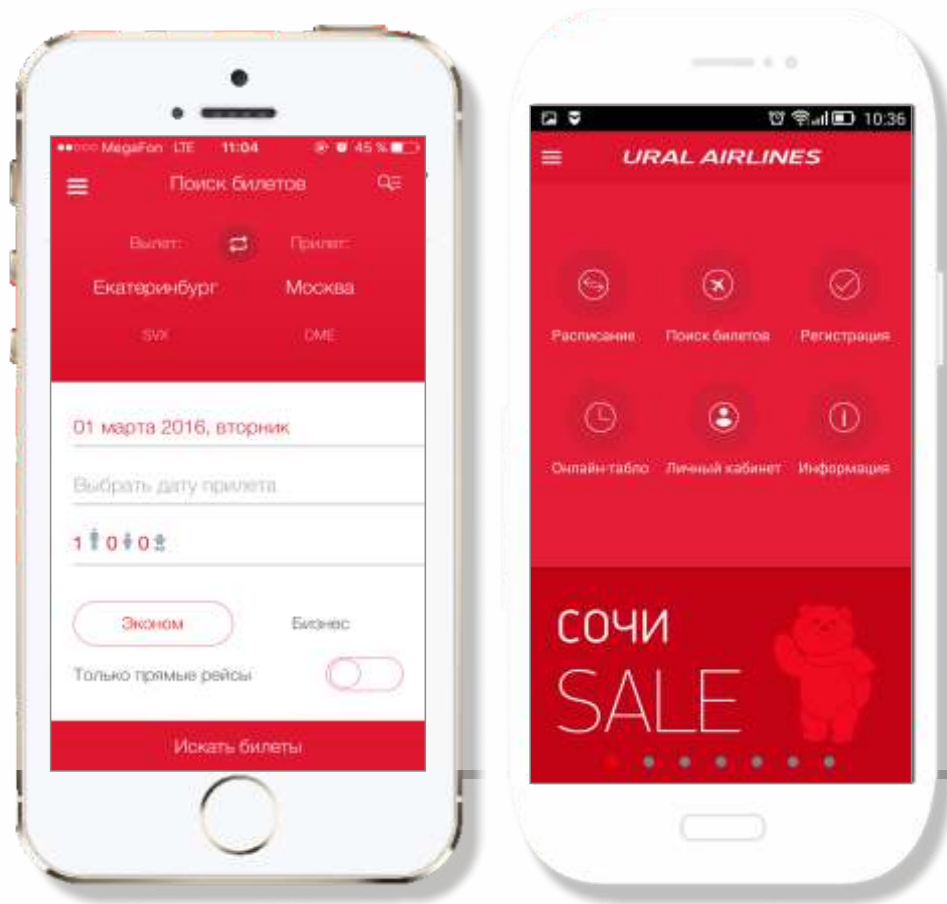 MegaFon LTE 11:04 45 %
Поиск билетов
Вылет: Прилет:
Екатеринбург Москва
SVX DME
01 марта 2016, вторник
Выбрать дату прилета
1 0 0
Эконом Бизнес
Только прямые рейсы
Искать билеты
10:36
URAL AIRLINES
Расписание Поиск билетов Регистрация
Онлайн-табло Личный кабинет Информация
СОЧИ
SALE